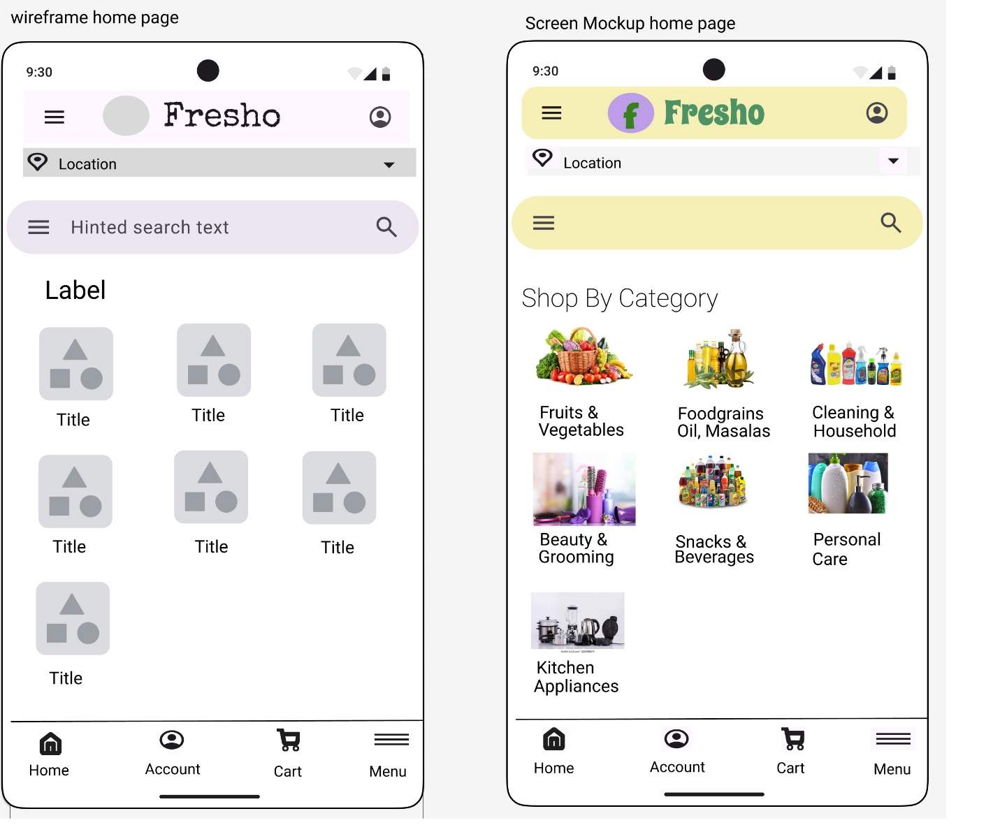 wireframe home page
9:30
Fresho
Location
Hinted search text
Label
Title
Title
Title
Title
Title
Title
Title
Home
Account
Cart
Menu
Screen Mockup home page
9:30
f
Fresho
Location
Shop By Category
Fruits &
Vegetables
Foodgrains
Oil, Masalas
Cleaning &
Household
Beauty &
Grooming
Snacks &
Beverages
Personal
Care
Kitchen
Appliances
Home
Account
Cart
Menu